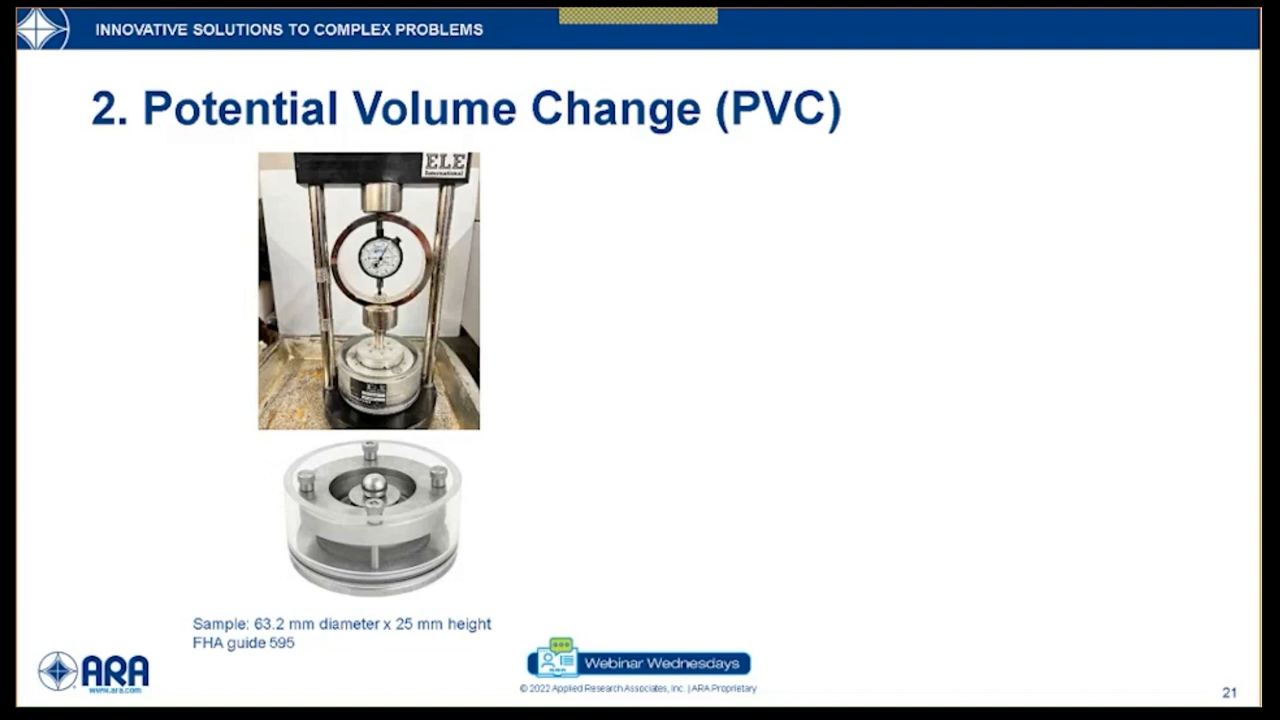 INNOVATIVE SOLUTIONS TO COMPLEX PROBLEMS
2. Potential Volume Change (PVC)
ELE
International
ELE
Sample: 63.2 mm diameter x 25 mm height
FHA guide 595
ARA
www.ara.com
Webinar Wednesdays
© 2022 Applied Research Associates, Inc. | ARA Proprietary
21